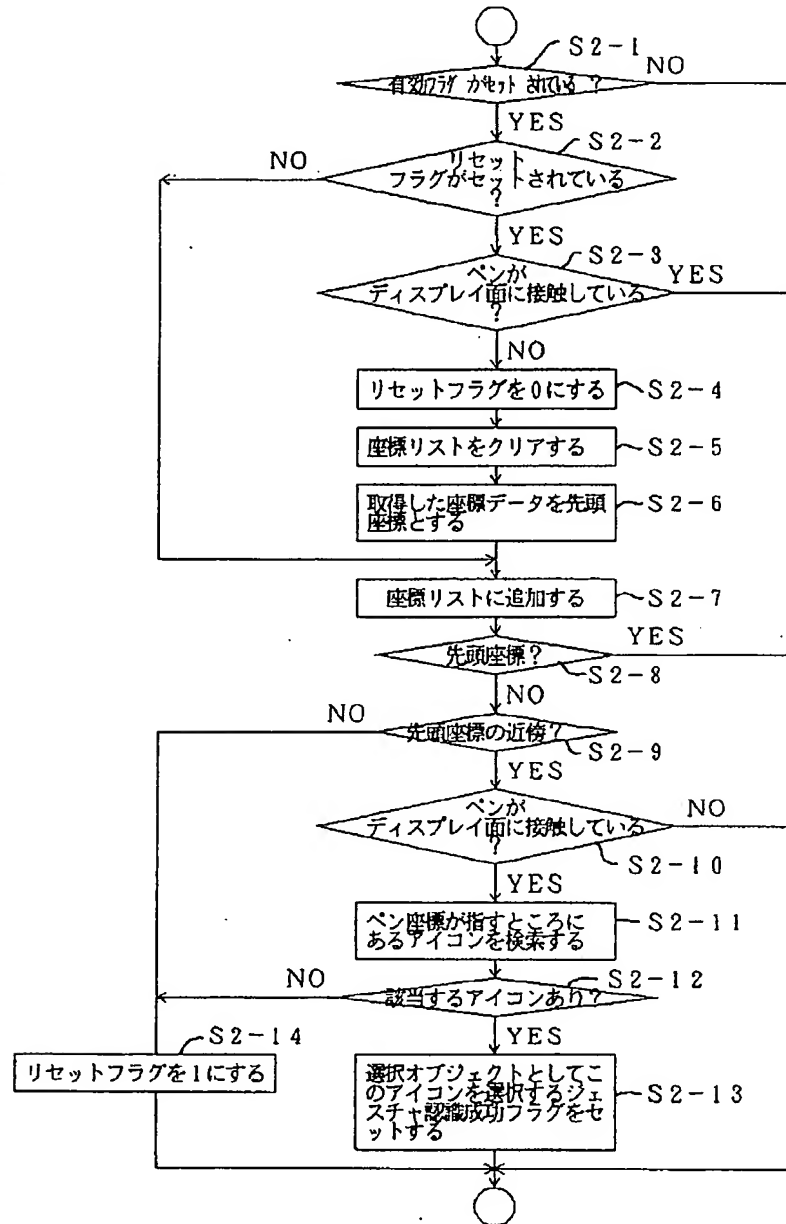 S2-1
有効フラグ がセット されている ?
NO
YES
S2-2
NO
リセット
フラグがセットされている
?
YES
S2-3
ペンが
YES
ディスプレイ面に接触している
?
NO
リセットフラグを0にする
S2-4
座標リストをクリアする
S2-5
取得した座標データを先頭
座標とする
S2-6
座標リストに追加する
S2-7
YES
先頭座標?
S2-8
NO
NO
先頭座標の近傍?
S2-9
YES
ペンが
NO
ディスプレイ面に接触している
?
S2-10
YES
ペン座標が指すところに
あるアイコンを検索する
S2-11
NO
S2-12
該当するアイコンあり?
YES
S2-14
リセットフラグを1にする
選択オブジェクトとしてこ
のアイコンを選択するジェ
スチャ認識成功フラグをセ
ットする
S2-13